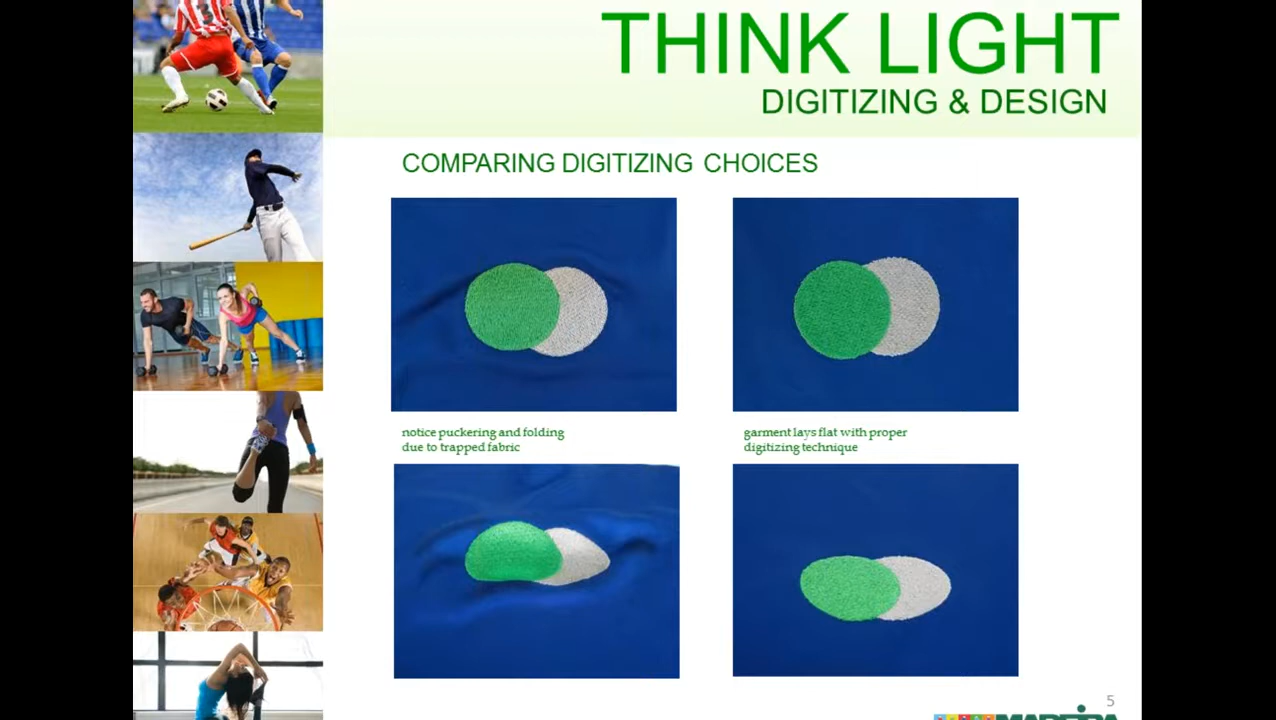 THINK LIGHT
DIGITIZING & DESIGN
COMPARING DIGITIZING CHOICES
notice puckering and folding
due to trapped fabric
garment lays flat with proper
digitizing technique
5
MADEIRA